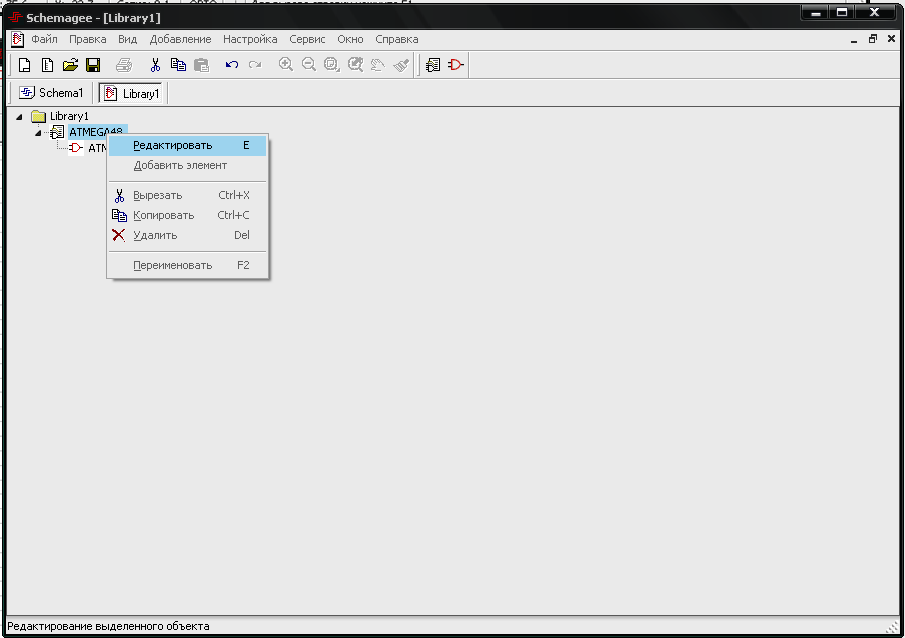 Schemagee - [Library1]
Файл Правка Вид Добавление Настройка Сервис Окно Справка
Schema1 Library1
Library1
ATMEGA48
ATM
Редактировать E
Добавить элемент
Вырезать Ctrl+X
Копировать Ctrl+C
Удалить Del
Переименовать F2
Редактирование выделенного объекта